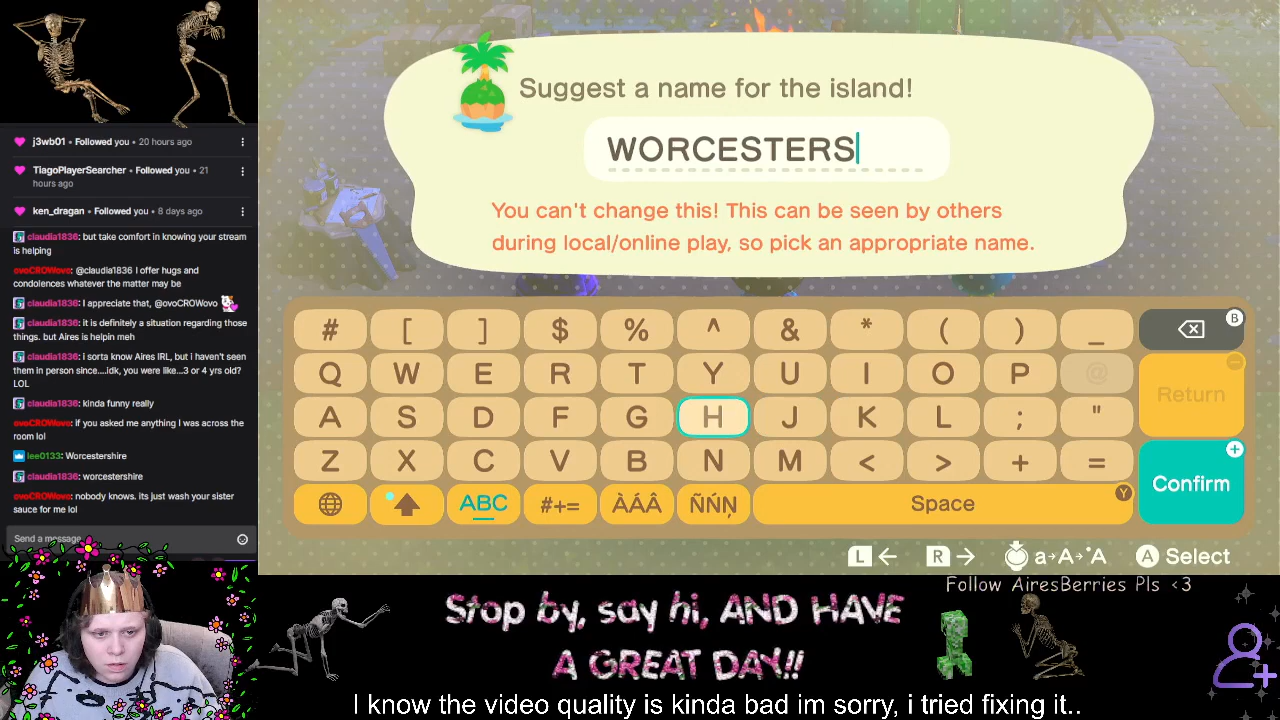 j3wb01 • Followed you • 20 hours ago
TiagoPlayerSearcher • Followed you • 21
hours ago
ken_dragan • Followed you • 8 days ago
claudia1836: but take comfort in knowing your stream
is helping
ovoCROWovo: @claudia1836 I offer hugs and
condolences whatever the matter may be
claudia1836: I appreciate that, @ovoCROWovo
claudia1836: it is definitely a situation regarding those
things. but Aires is helpin meh
claudia1836: i sorta know Aires IRL, but i haven't seen
them in person since....idk, you were like...3 or 4 yrs old?
LOL
claudia1836: kinda funny really
ovoCROWovo: if you asked me anything I was across the
room lol
lee0133: Worcestershire
claudia1836: worcestershire
ovoCROWovo: nobody knows. its just wash your sister
sauce for me lol
Send a message
Suggest a name for the island!
WORCESTERS
You can't change this! This can be seen by others
during local/online play, so pick an appropriate name.
# [ ] $ % ^ & * ( ) _ B
Q W E R T Y U I O P @ Return
A S D F G H J K L ; "
Z X C V B N M < > + = Confirm
ABC #+= ÀÁÂ ÑŃŅ Space Y
L ← R → a→A→A A Select
Follow AiresBerries Pls <3
Stop by, say hi, AND HAVE
A GREAT DAY!!
I know the video quality is kinda bad im sorry, i tried fixing it..